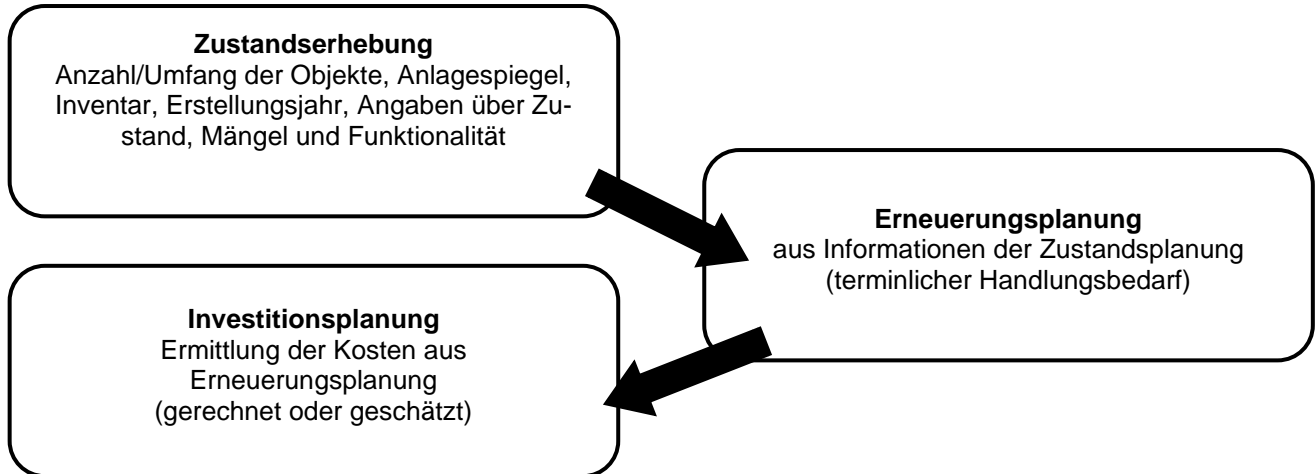 Zustandserhebung
Anzahl/Umfang der Objekte, Anlagespiegel,
Inventar, Erstellungsjahr, Angaben über Zu-
stand, Mängel und Funktionalität
Erneuerungsplanung
aus Informationen der Zustandsplanung
(terminlicher Handlungsbedarf)
Investitionsplanung
Ermittlung der Kosten aus
Erneuerungsplanung
(gerechnet oder geschätzt)